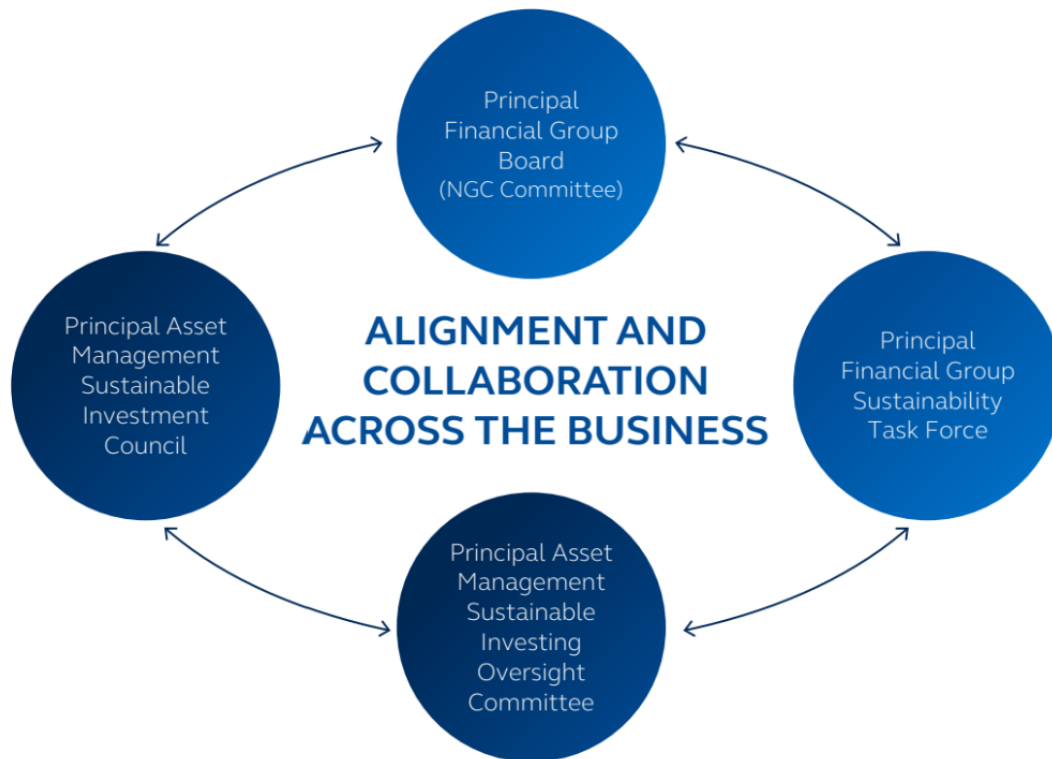 Principal
Financial Group
Board
(NGC Committee)
Principal Asset
Management
Sustainable
Investment
Council
ALIGNMENT AND
COLLABORATION
ACROSS THE BUSINESS
Principal
Financial Group
Sustainability
Task Force
Principal Asset
Management
Sustainable
Investing
Oversight
Committee